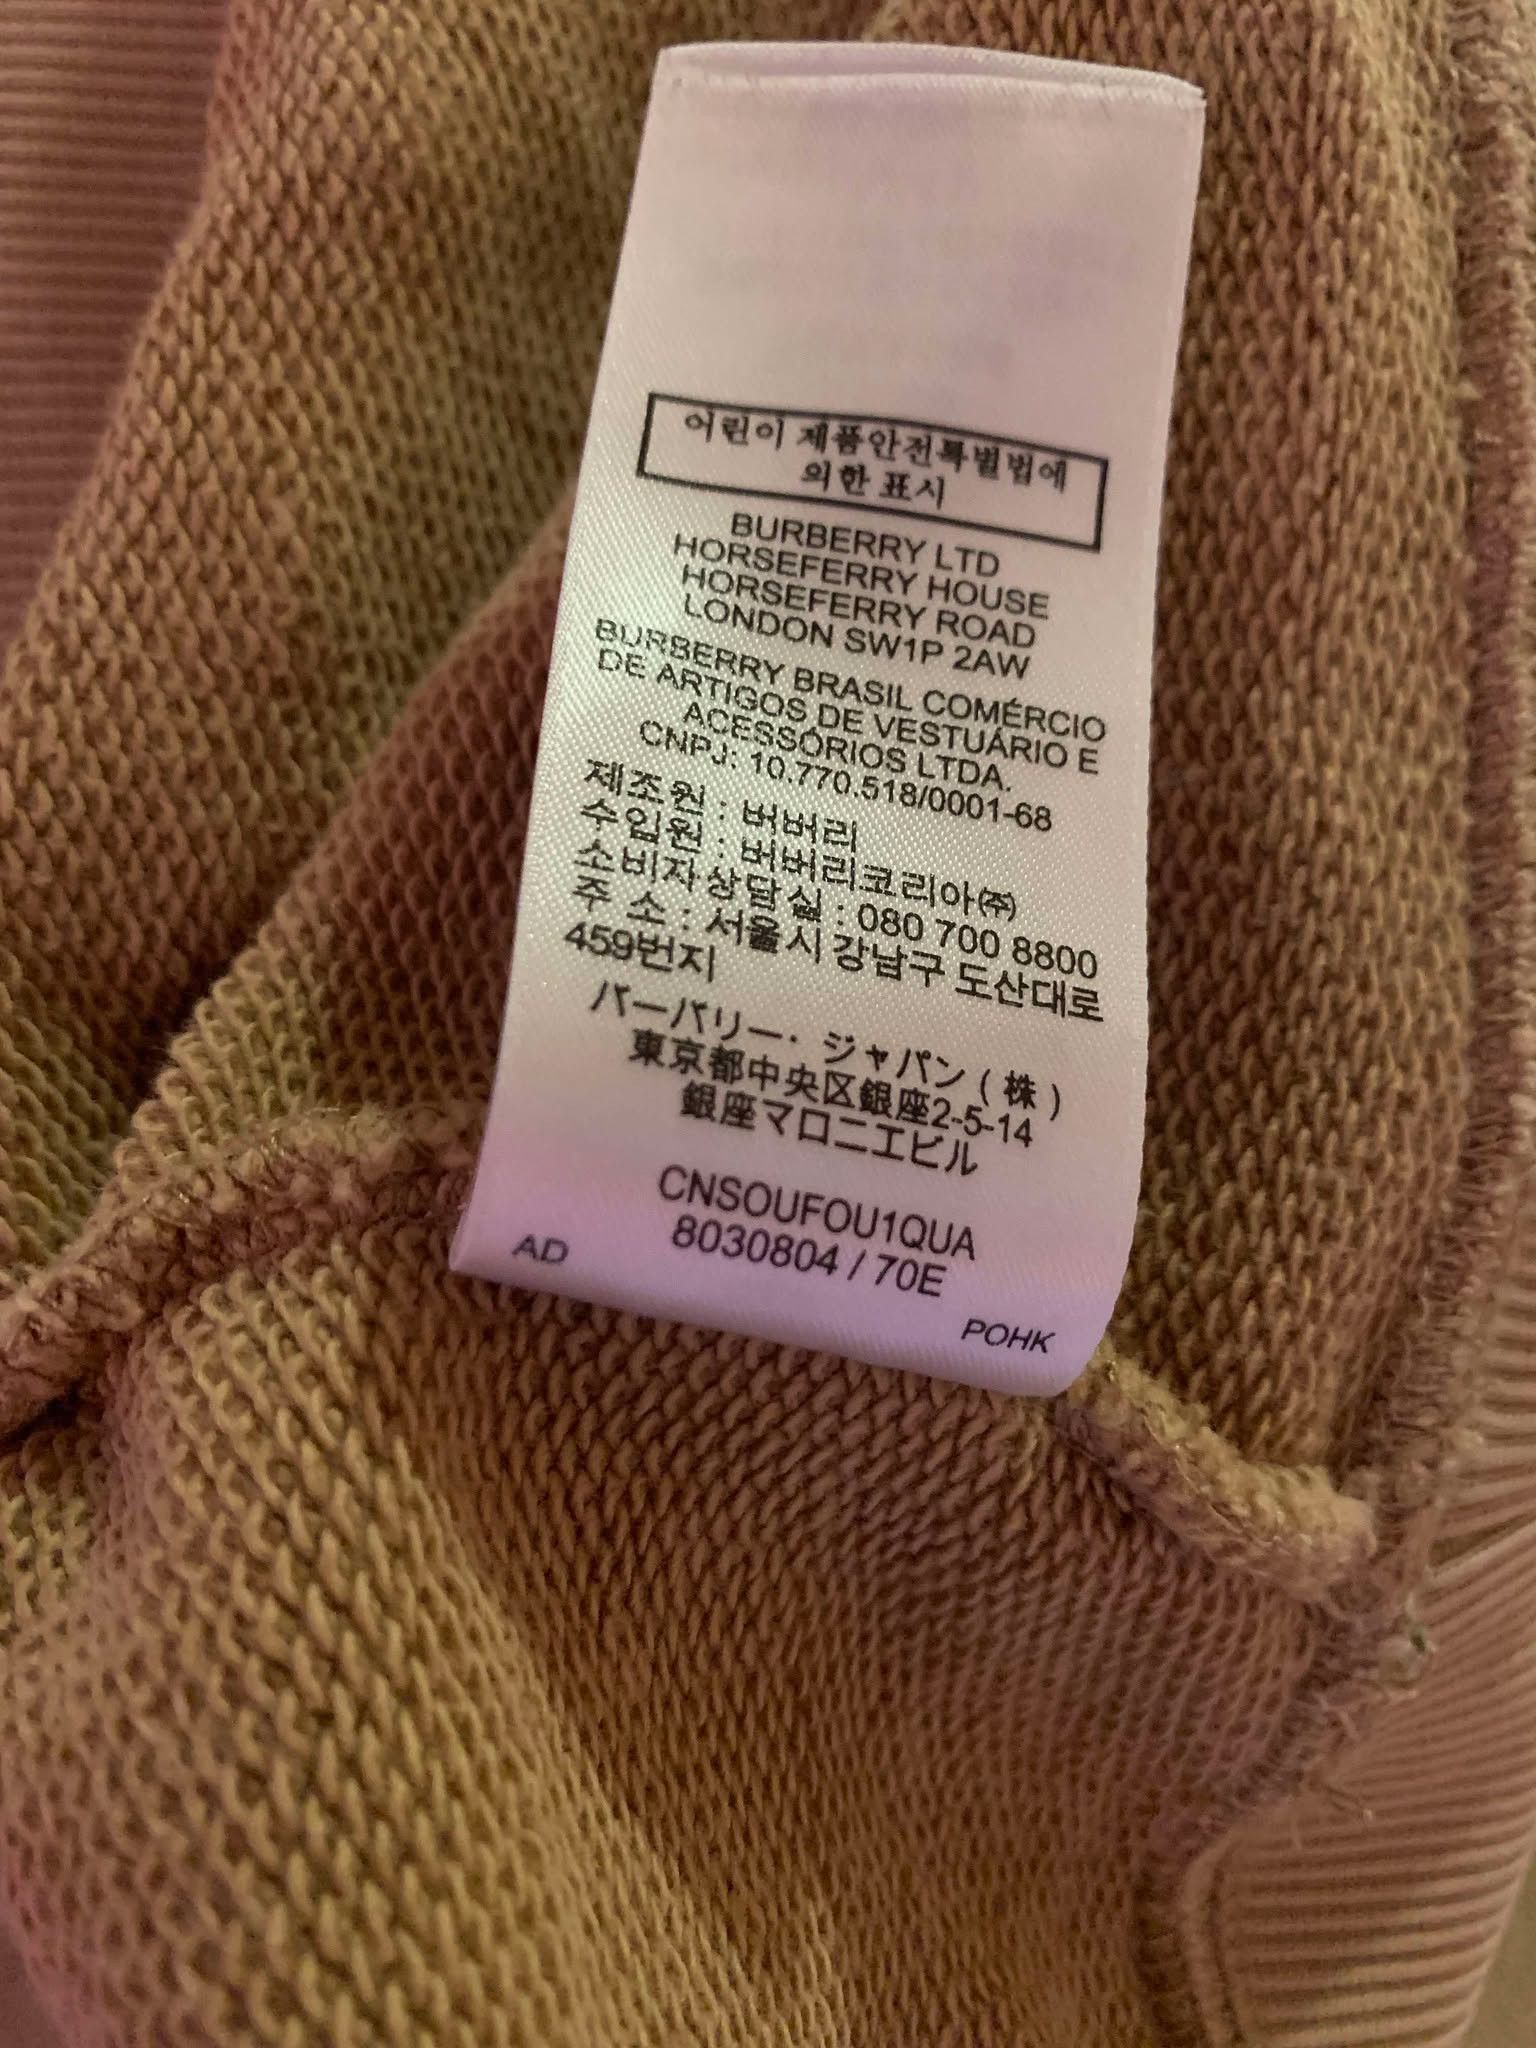 어린이 제품안전특별법에
의한 표시
BURBERRY LTD
HORSEFERRY HOUSE
HORSEFERRY ROAD
LONDON SW1P 2AW
BURBERRY BRASIL COMÉRCIO
DE ARTIGOS DE VESTUÁRIO E
ACESSÓRIOS LTDA.
CNPJ: 10.770.518/0001-68
제조원 : 버버리
수입원 : 버버리코리아㈜
소비자상담실 : 080 700 8800
주 소 : 서울시 강남구 도산대로
459번지
バーバリー・ジャパン(株)
東京都中央区銀座2-5-14
銀座マロニエビル
CNSOUFOU1QUA
8030804 / 70E
AD
POHK